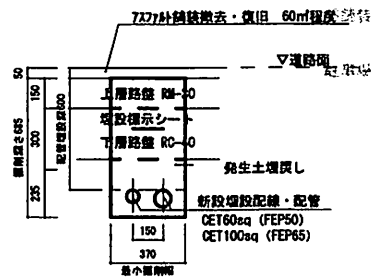 アスファルト舗装撤去・復旧 60㎡程度
▽道路面
上層路盤 RM-30
埋設標示シート
下層路盤 RC-40
発生土埋戻し
新設埋設配線・配管
CET60sq (FEP50)
CET100sq (FEP65)
50
150
300
235
掘削深さ685
配管埋設深600
150
370
最小掘削幅